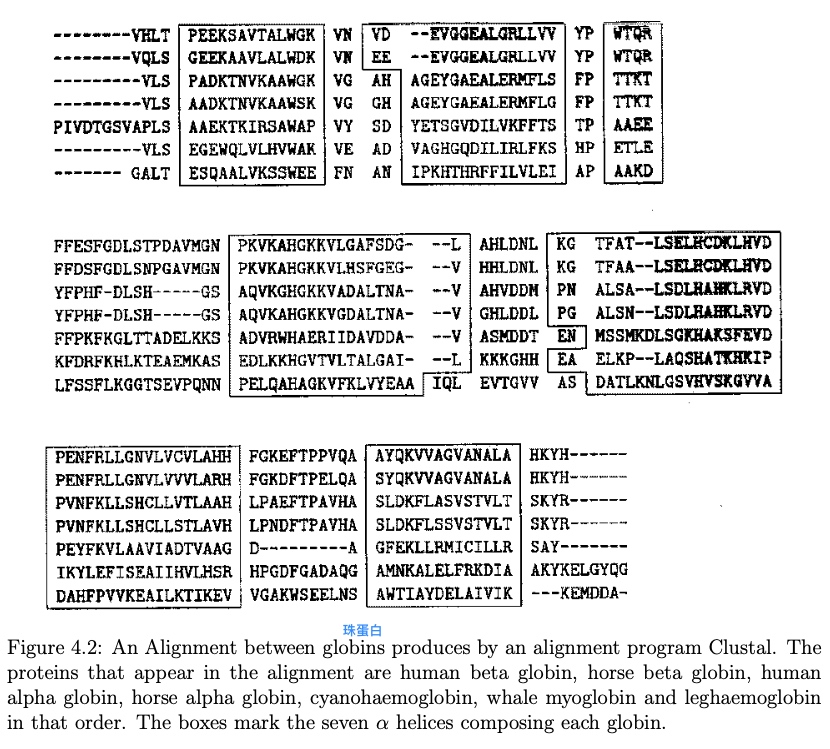 --------VHLT PEEKSAVTALWGK VN VD --EVGGEALGRLLVV YP WTQR
--------VQLS GEEKAAVLALWDK VN EE --EVGGEALGRLLVV YP WTQR
---------VLS PADKTNVKAAWGK VG AH AGEYGAEALERMFLS FP TTKT
---------VLS AADKTNVKAAWSK VG GH AGEYGAEALERMFLG FP TTKT
PIVDTGSVAPLS AAEKTKIRSAWAP VY SD YETSGVDILVKFFTS TP AAEE
---------VLS EGEWQLVLHVWAK VE AD VAGHGQDILIRLFKS HP ETLE
------- GALT ESQAALVKSSWEE FN AN IPKHTHRFFILVLEI AP AAKD
FFESFGDLSTPDAVMGN PKVKAHGKKVLGAFSDG- --L AHLDNL KG TFAT--LSELHCDKLHVD
FFDSFGDLSNPGAVMGN PKVKAHGKKVLHSFGEG- --V HHLDNL KG TFAA--LSELHCDKLHVD
YFPHF-DLSH-----GS AQVKGHGKKVADALTNA- --V AHVDDM PN ALSA--LSDLHAHKLRVD
YFPHF-DLSH-----GS AQVKAHGKKVGDALTNA- --V GHLDDL PG ALSN--LSDLHAHKLRVD
FFPKFKGLTTADELKKS ADVRWHAERIIDAVDDA- --V ASMDDT EN MSSMKDLSGKHAKSFEVD
KFDRFKHLKTEAEMKAS EDLKKHGVTVLTALGAI- --L KKKGHH EA ELKP--LAQSHATKHKIP
LFSSFLKGGTSEVPQNN PELQAHAGKVFKLVYEAA IQL EVTGVV AS DATLKNLGSVHVSKGVVA
PENFRLLGNVLVCVLAHH FGKEFTPPVQA AYQKVVAGVANALA HKYH------
PENFRLLGNVLVVVLARH FGKDFTPELQA SYQKVVAGVANALA HKYH------
PVNFKLLSHCLLVTLAAH LPAEFTPAVHA SLDKFLASVSTVLT SKYR------
PVNFKLLSHCLLSTLAVH LPNDFTPAVHA SLDKFLSSVSTVLT SKYR------
PEYFKVLAAVIADTVAAG D---------A GFEKLLRMICILLR SAY-------
IKYLEFISEAIIHVLHSR HPGDFGADAQG AMNKALELFRKDIA AKYKELGYQG
DAHFPVVKEAILKTIKEV VGAKWSEELNS AWTIAYDELAIVIK ---KEMDDA-
珠蛋白
Figure 4.2: An Alignment between globins produces by an alignment program Clustal. The
proteins that appear in the alignment are human beta globin, horse beta globin, human
alpha globin, horse alpha globin, cyanohaemoglobin, whale myoglobin and leghaemoglobin
in that order. The boxes mark the seven α helices composing each globin.